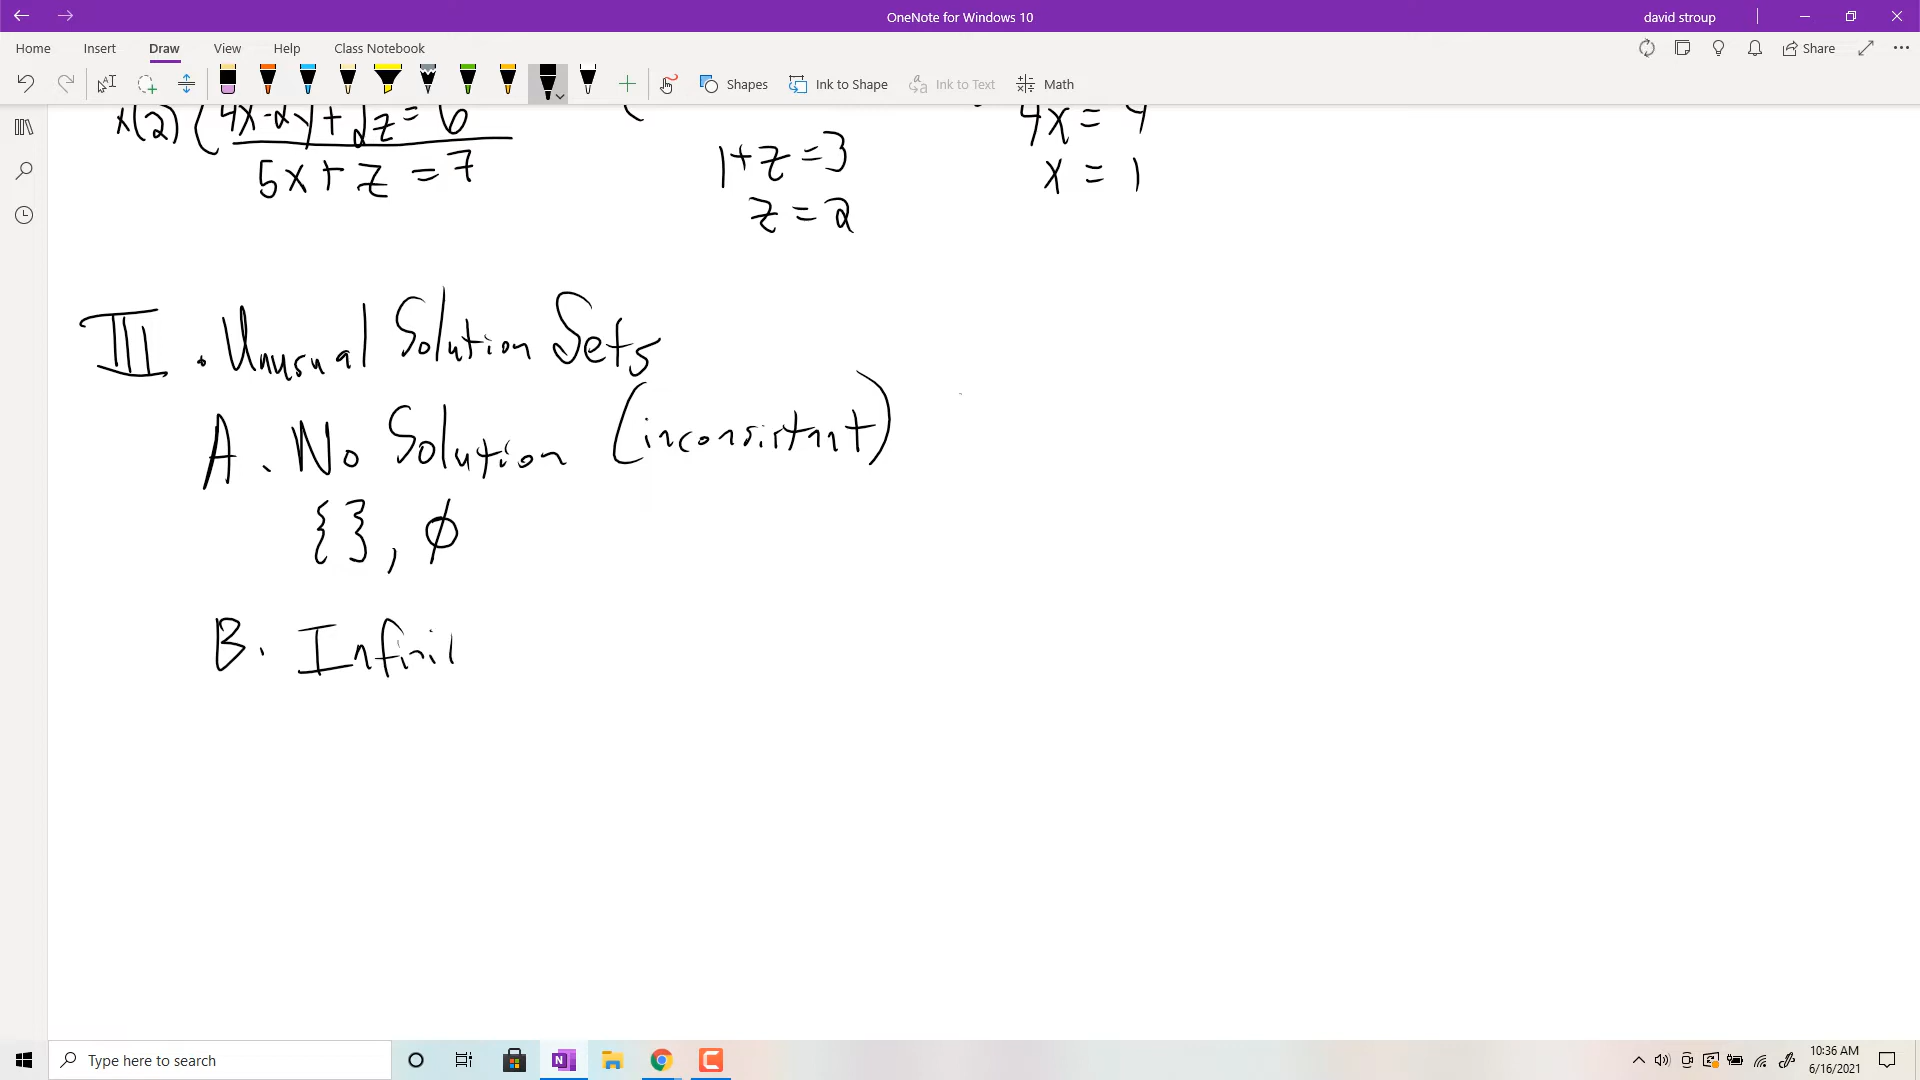 OneNote for Windows 10
david stroup
Home Insert Draw View Help Class Notebook
Share
Shapes Ink to Shape Ink to Text Math
x(2) (4x-2y+2z=6
5x+z=7
1+z=3
z=2
4x=4
x=1
III. Unusual Solution Sets
A. No Solution (inconsistant)
{ }, ∅
B. Infini
Type here to search
10:36 AM
6/16/2021